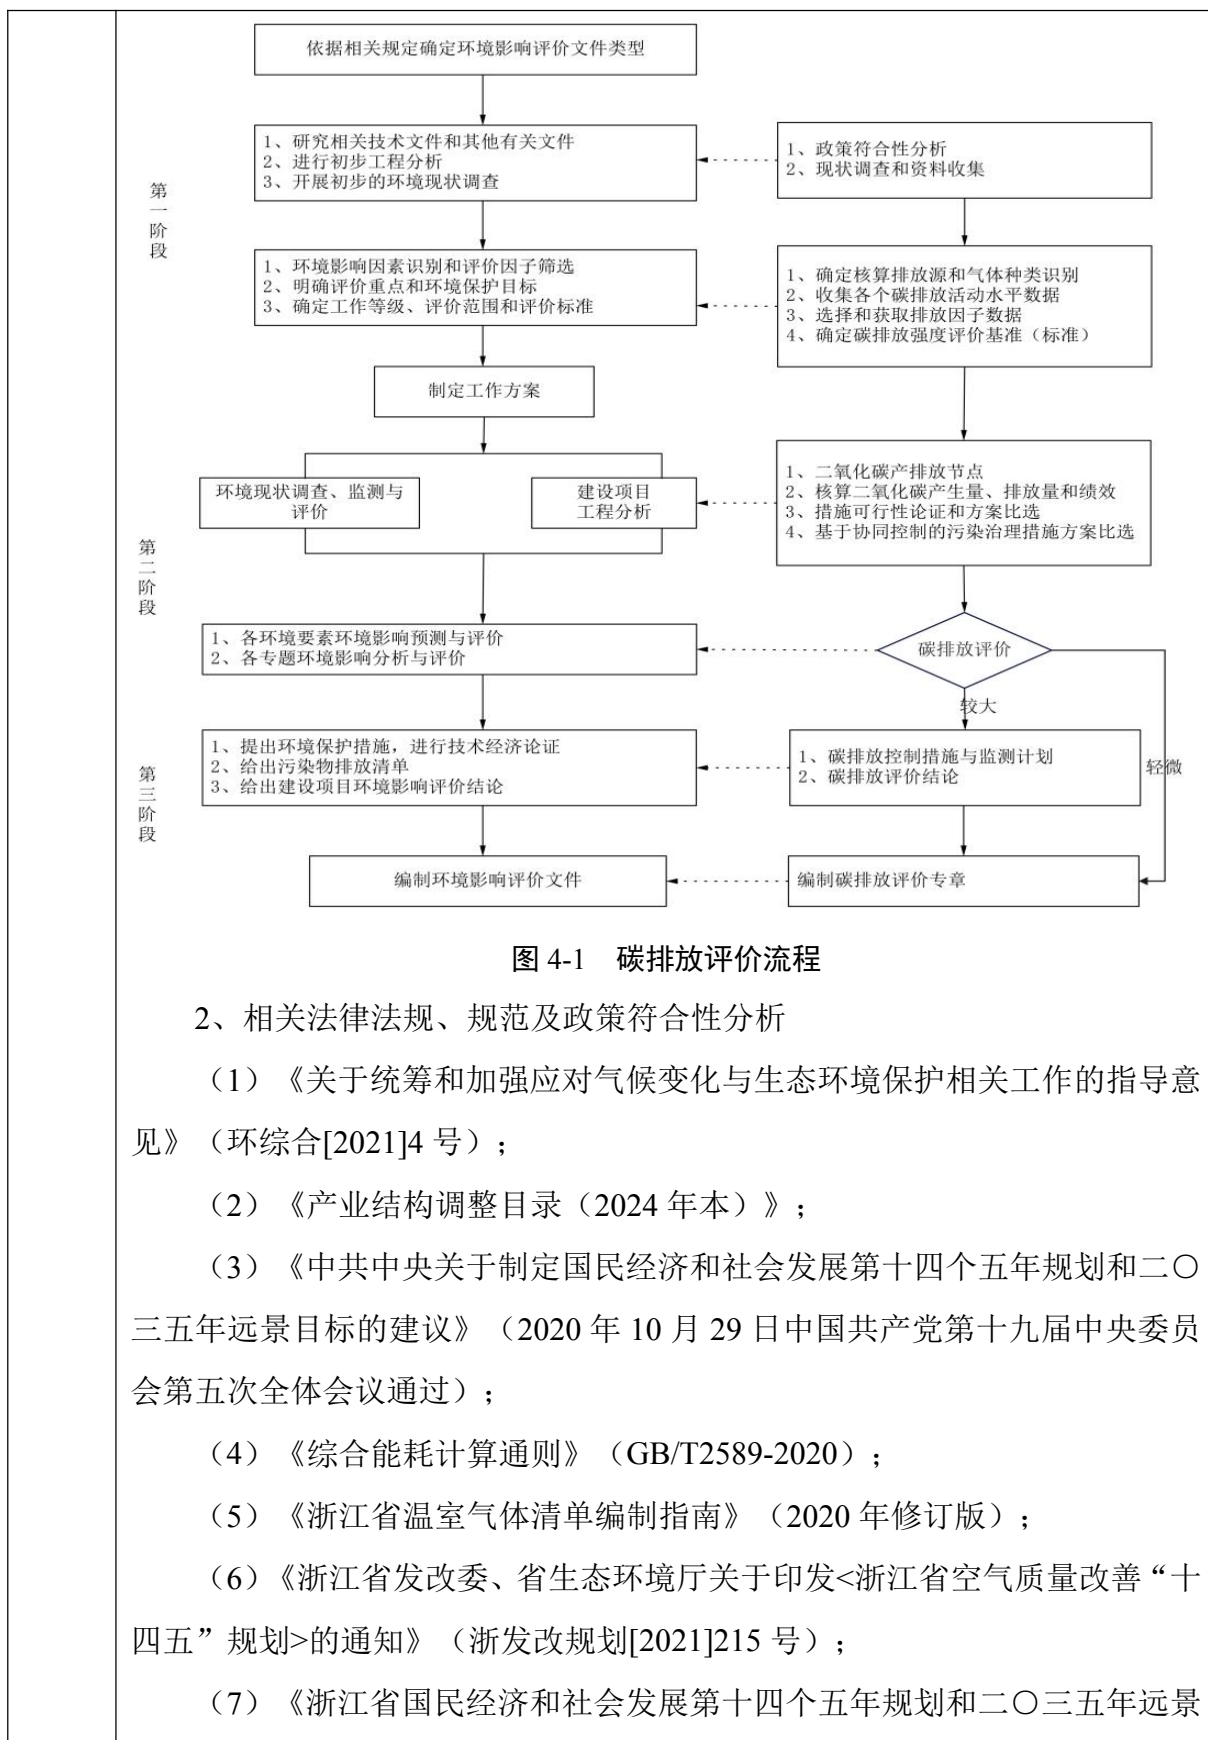 依据相关规定确定环境影响评价文件类型
1、研究相关技术文件和其他有关文件
2、进行初步工程分析
3、开展初步的环境现状调查
1、政策符合性分析
2、现状调查和资料收集
第一阶段
1、环境影响因素识别和评价因子筛选
2、明确评价重点和环境保护目标
3、确定工作等级、评价范围和评价标准
1、确定核算排放源和气体种类识别
2、收集各个碳排放活动水平数据
3、选择和获取排放因子数据
4、确定碳排放强度评价基准（标准）
制定工作方案
环境现状调查、监测与
评价
建设项目
工程分析
1、二氧化碳产排放节点
2、核算二氧化碳产生量、排放量和绩效
3、措施可行性论证和方案比选
4、基于协同控制的污染治理措施方案比选
第二阶段
1、各环境要素环境影响预测与评价
2、各专题环境影响分析与评价
碳排放评价
较大
轻微
第三阶段
1、提出环境保护措施，进行技术经济论证
2、给出污染物排放清单
3、给出建设项目环境影响评价结论
1、碳排放控制措施与监测计划
2、碳排放评价结论
编制环境影响评价文件
编制碳排放评价专章
图 4-1 碳排放评价流程
2、相关法律法规、规范及政策符合性分析
（1）《关于统筹和加强应对气候变化与生态环境保护相关工作的指导意
见》（环综合[2021]4 号）；
（2）《产业结构调整目录（2024 年本）》；
（3）《中共中央关于制定国民经济和社会发展第十四个五年规划和二〇
三五年远景目标的建议》（2020 年 10 月 29 日中国共产党第十九届中央委员
会第五次全体会议通过）；
（4）《综合能耗计算通则》（GB/T2589-2020）；
（5）《浙江省温室气体清单编制指南》（2020 年修订版）；
（6）《浙江省发改委、省生态环境厅关于印发<浙江省空气质量改善“十
四五”规划>的通知》（浙发改规划[2021]215 号）；
（7）《浙江省国民经济和社会发展第十四个五年规划和二〇三五年远景